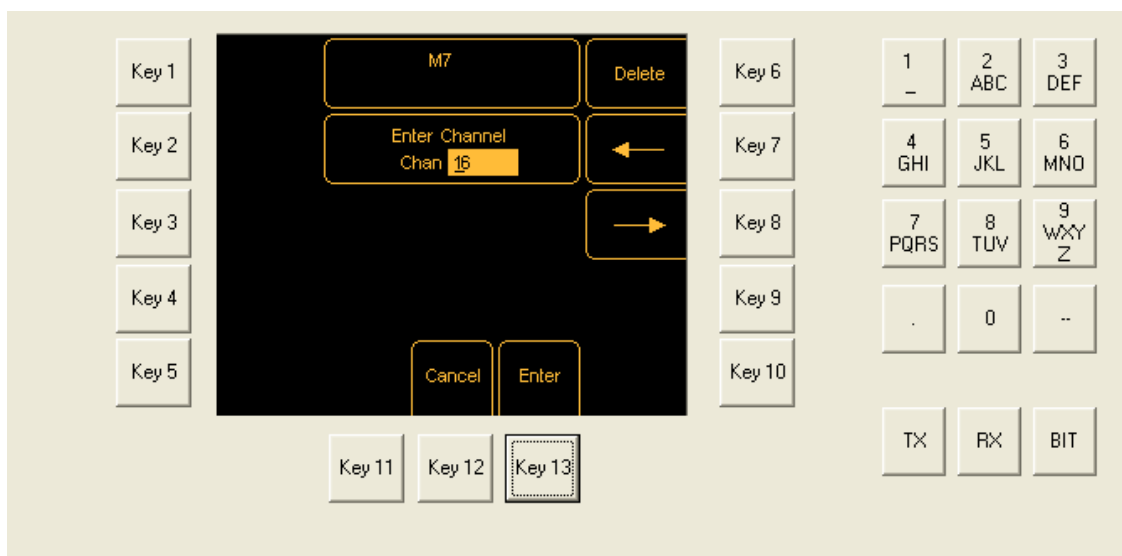 Key 1
Key 2
Key 3
Key 4
Key 5
M7
Delete
Enter Channel
Chan 16
Cancel
Enter
Key 6
Key 7
Key 8
Key 9
Key 10
Key 11
Key 12
Key 13
1
_
2
ABC
3
DEF
4
GHI
5
JKL
6
MNO
7
PQRS
8
TUV
9
WXY
Z
.
0
--
TX
RX
BIT